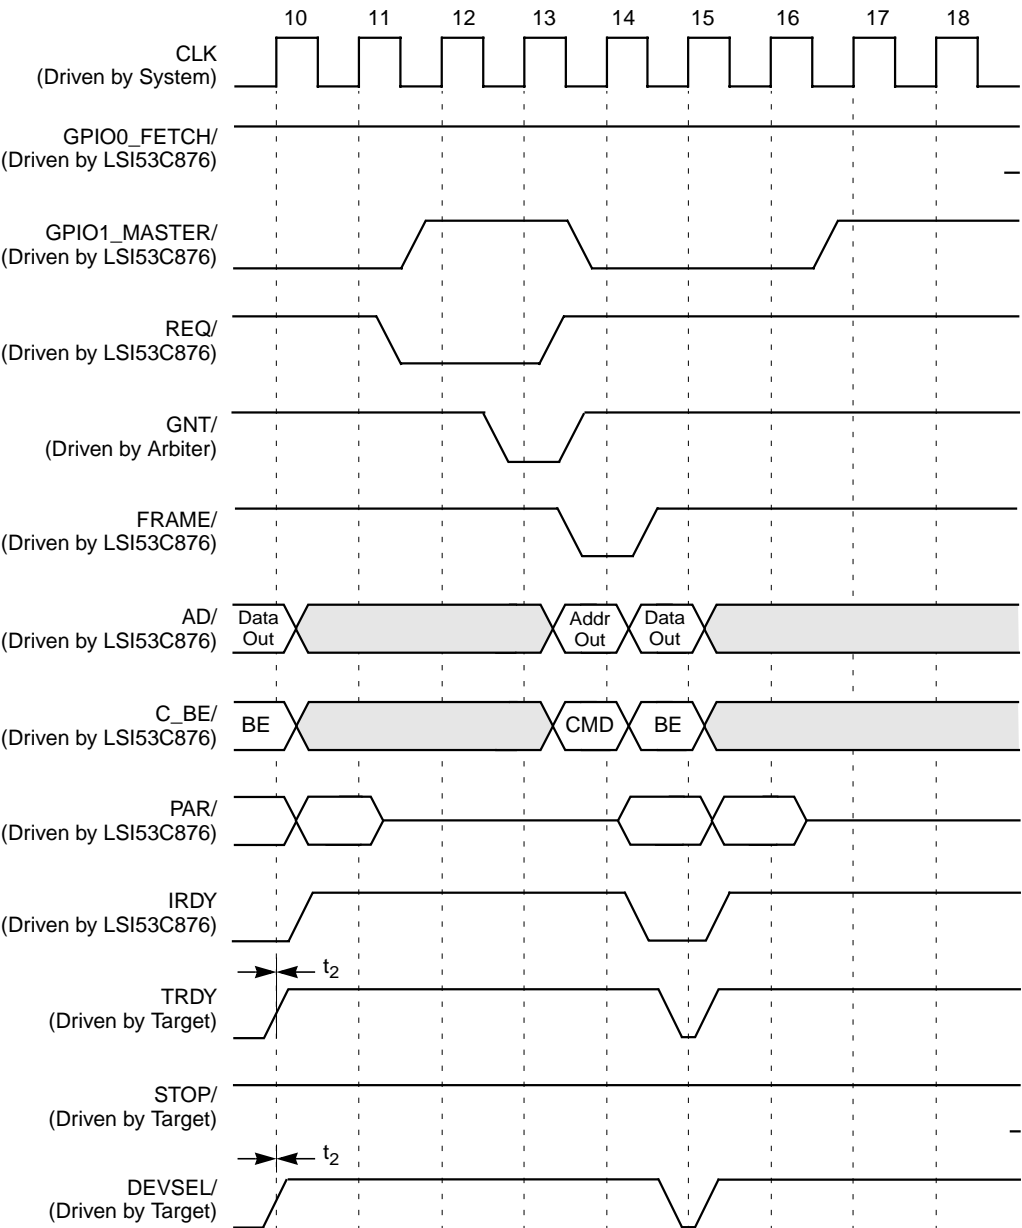 10 11 12 13 14 15 16 17 18
CLK
(Driven by System)
GPIO0_FETCH/
(Driven by LSI53C876)
GPIO1_MASTER/
(Driven by LSI53C876)
REQ/
(Driven by LSI53C876)
GNT/
(Driven by Arbiter)
FRAME/
(Driven by LSI53C876)
AD/
(Driven by LSI53C876)
Data
Out
Addr
Out
Data
Out
C_BE/
(Driven by LSI53C876)
BE
CMD
BE
PAR/
(Driven by LSI53C876)
IRDY
(Driven by LSI53C876)
t2
TRDY
(Driven by Target)
STOP/
(Driven by Target)
t2
DEVSEL/
(Driven by Target)